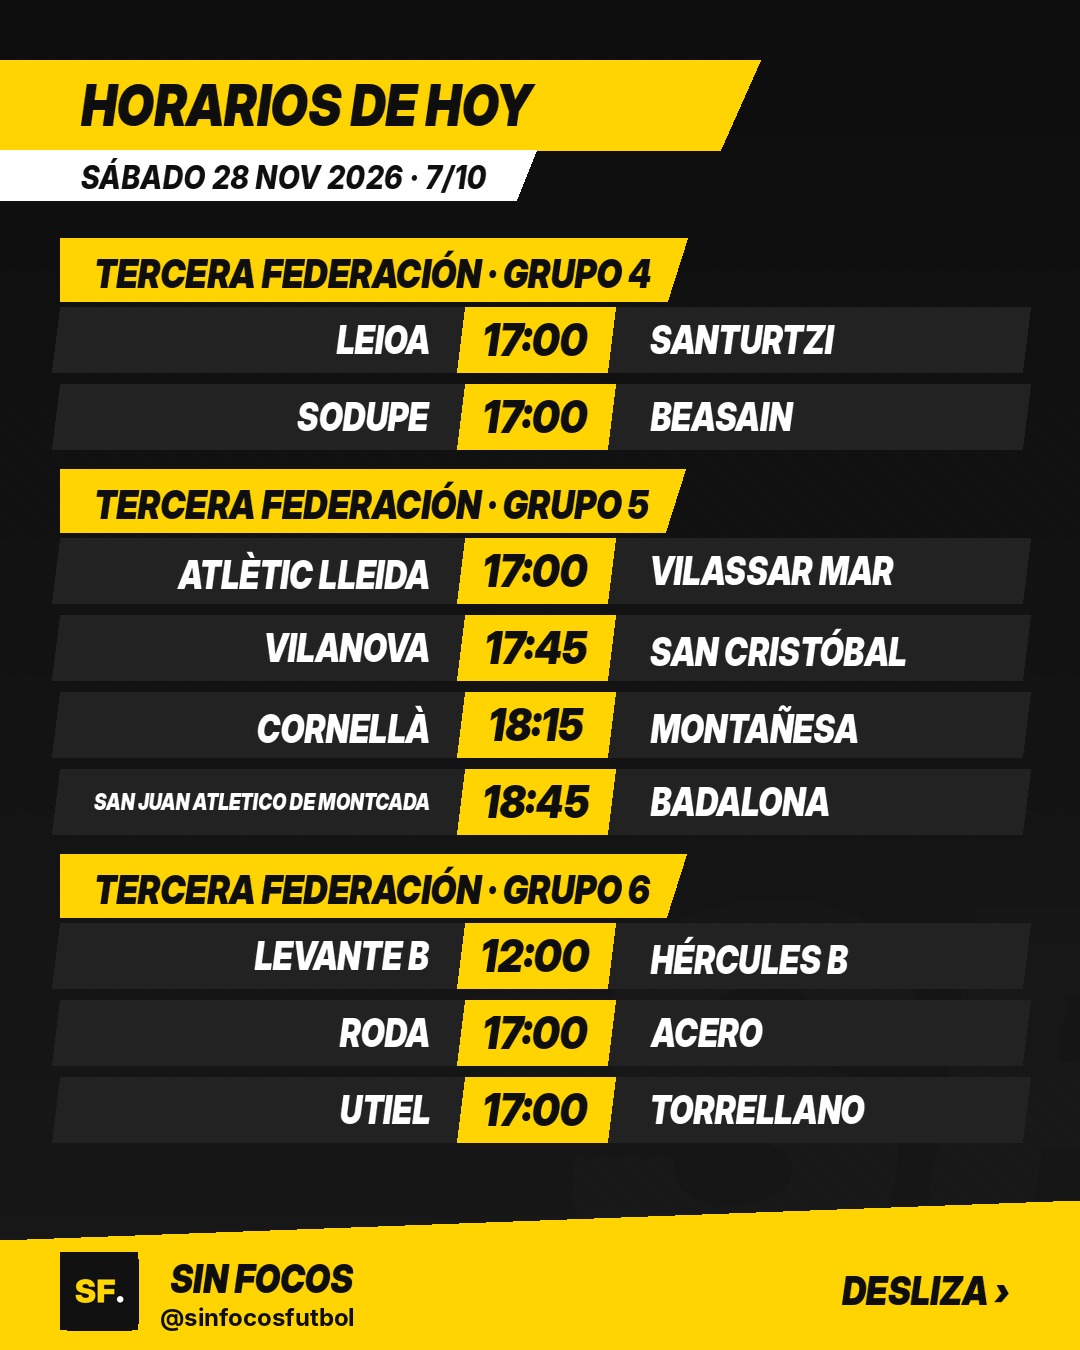 HORARIOS DE HOY
SÁBADO 28 NOV 2026 · 7/10
TERCERA FEDERACIÓN · GRUPO 4
LEIOA 17:00 SANTURTZI
SODUPE 17:00 BEASAIN
TERCERA FEDERACIÓN · GRUPO 5
ATLÈTIC LLEIDA 17:00 VILASSAR MAR
VILANOVA 17:45 SAN CRISTÓBAL
CORNELLÀ 18:15 MONTAÑESA
SAN JUAN ATLETICO DE MONTCADA 18:45 BADALONA
TERCERA FEDERACIÓN · GRUPO 6
LEVANTE B 12:00 HÉRCULES B
RODA 17:00 ACERO
UTIEL 17:00 TORRELLANO
SF.
SIN FOCOS
@sinfocosfutbol
DESLIZA ›